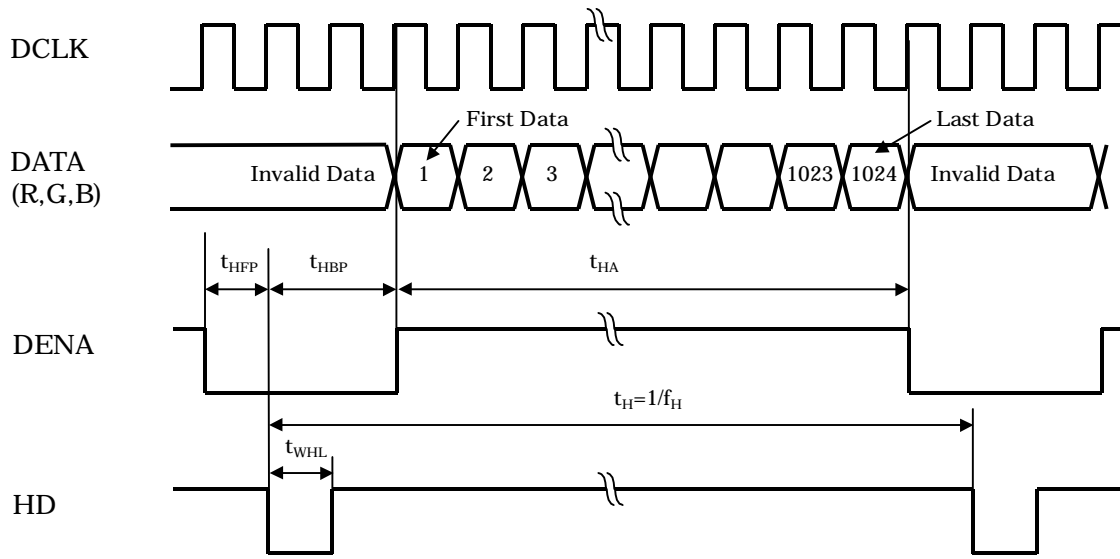 DCLK
First Data
Last Data
DATA
(R,G,B)
Invalid Data
1
2
3
1023
1024
Invalid Data
tHFP
tHBP
tHA
DENA
tH=1/fH
tWHL
HD